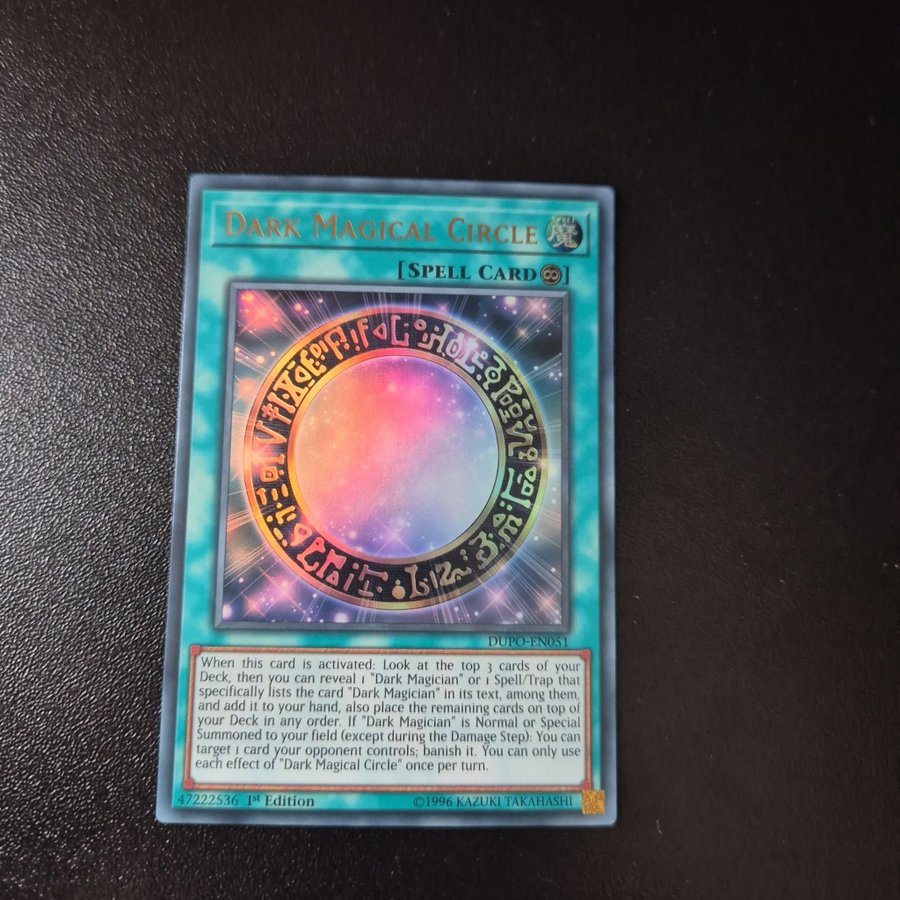 DARK MAGICAL CIRCLE 魔
[SPELL CARD]
DUPO-EN051
When this card is activated: Look at the top 3 cards of your
Deck, then you can reveal 1 "Dark Magician" or 1 Spell/Trap that
specifically lists the card "Dark Magician" in its text, among them,
and add it to your hand, also place the remaining cards on top of
your Deck in any order. If "Dark Magician" is Normal or Special
Summoned to your field (except during the Damage Step): You can
target 1 card your opponent controls; banish it. You can only use
each effect of "Dark Magical Circle" once per turn.
47222536 1st Edition ©1996 KAZUKI TAKAHASHI